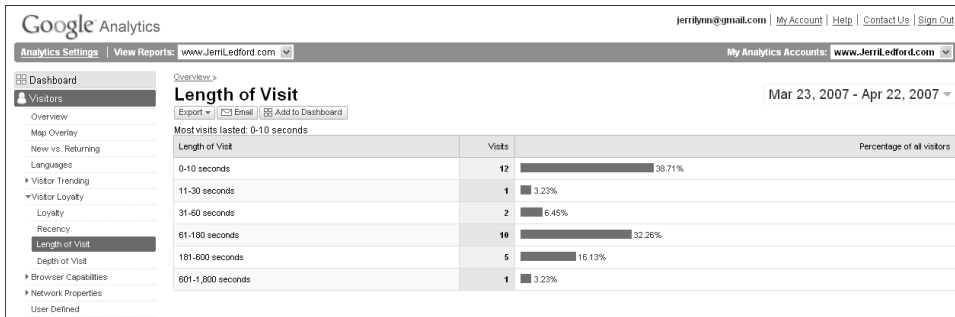 Google Analytics
jerrilynn@gmail.com | My Account | Help | Contact Us | Sign Out
Analytics Settings | View Reports: www.JerriLedford.com
My Analytics Accounts: www.JerriLedford.com
Dashboard
Visitors
Overview
Map Overlay
New vs. Returning
Languages
Visitor Trending
Visitor Loyalty
Loyalty
Recency
Length of Visit
Depth of Visit
Browser Capabilities
Network Properties
User Defined
Overview »
Length of Visit
Mar 23, 2007 - Apr 22, 2007
Export Email Add to Dashboard
Most visits lasted: 0-10 seconds
Length of Visit Visits Percentage of all visitors
0-10 seconds 12 38.71%
11-30 seconds 1 3.23%
31-60 seconds 2 6.45%
61-180 seconds 10 32.26%
181-600 seconds 5 16.13%
601-1,800 seconds 1 3.23%